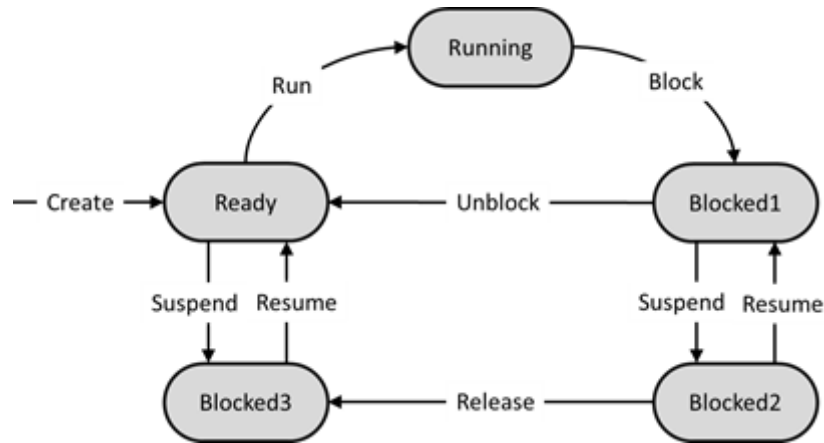 Running
Run
Block
Create
Ready
Unblock
Blocked1
Suspend
Resume
Suspend
Resume
Blocked3
Release
Blocked2